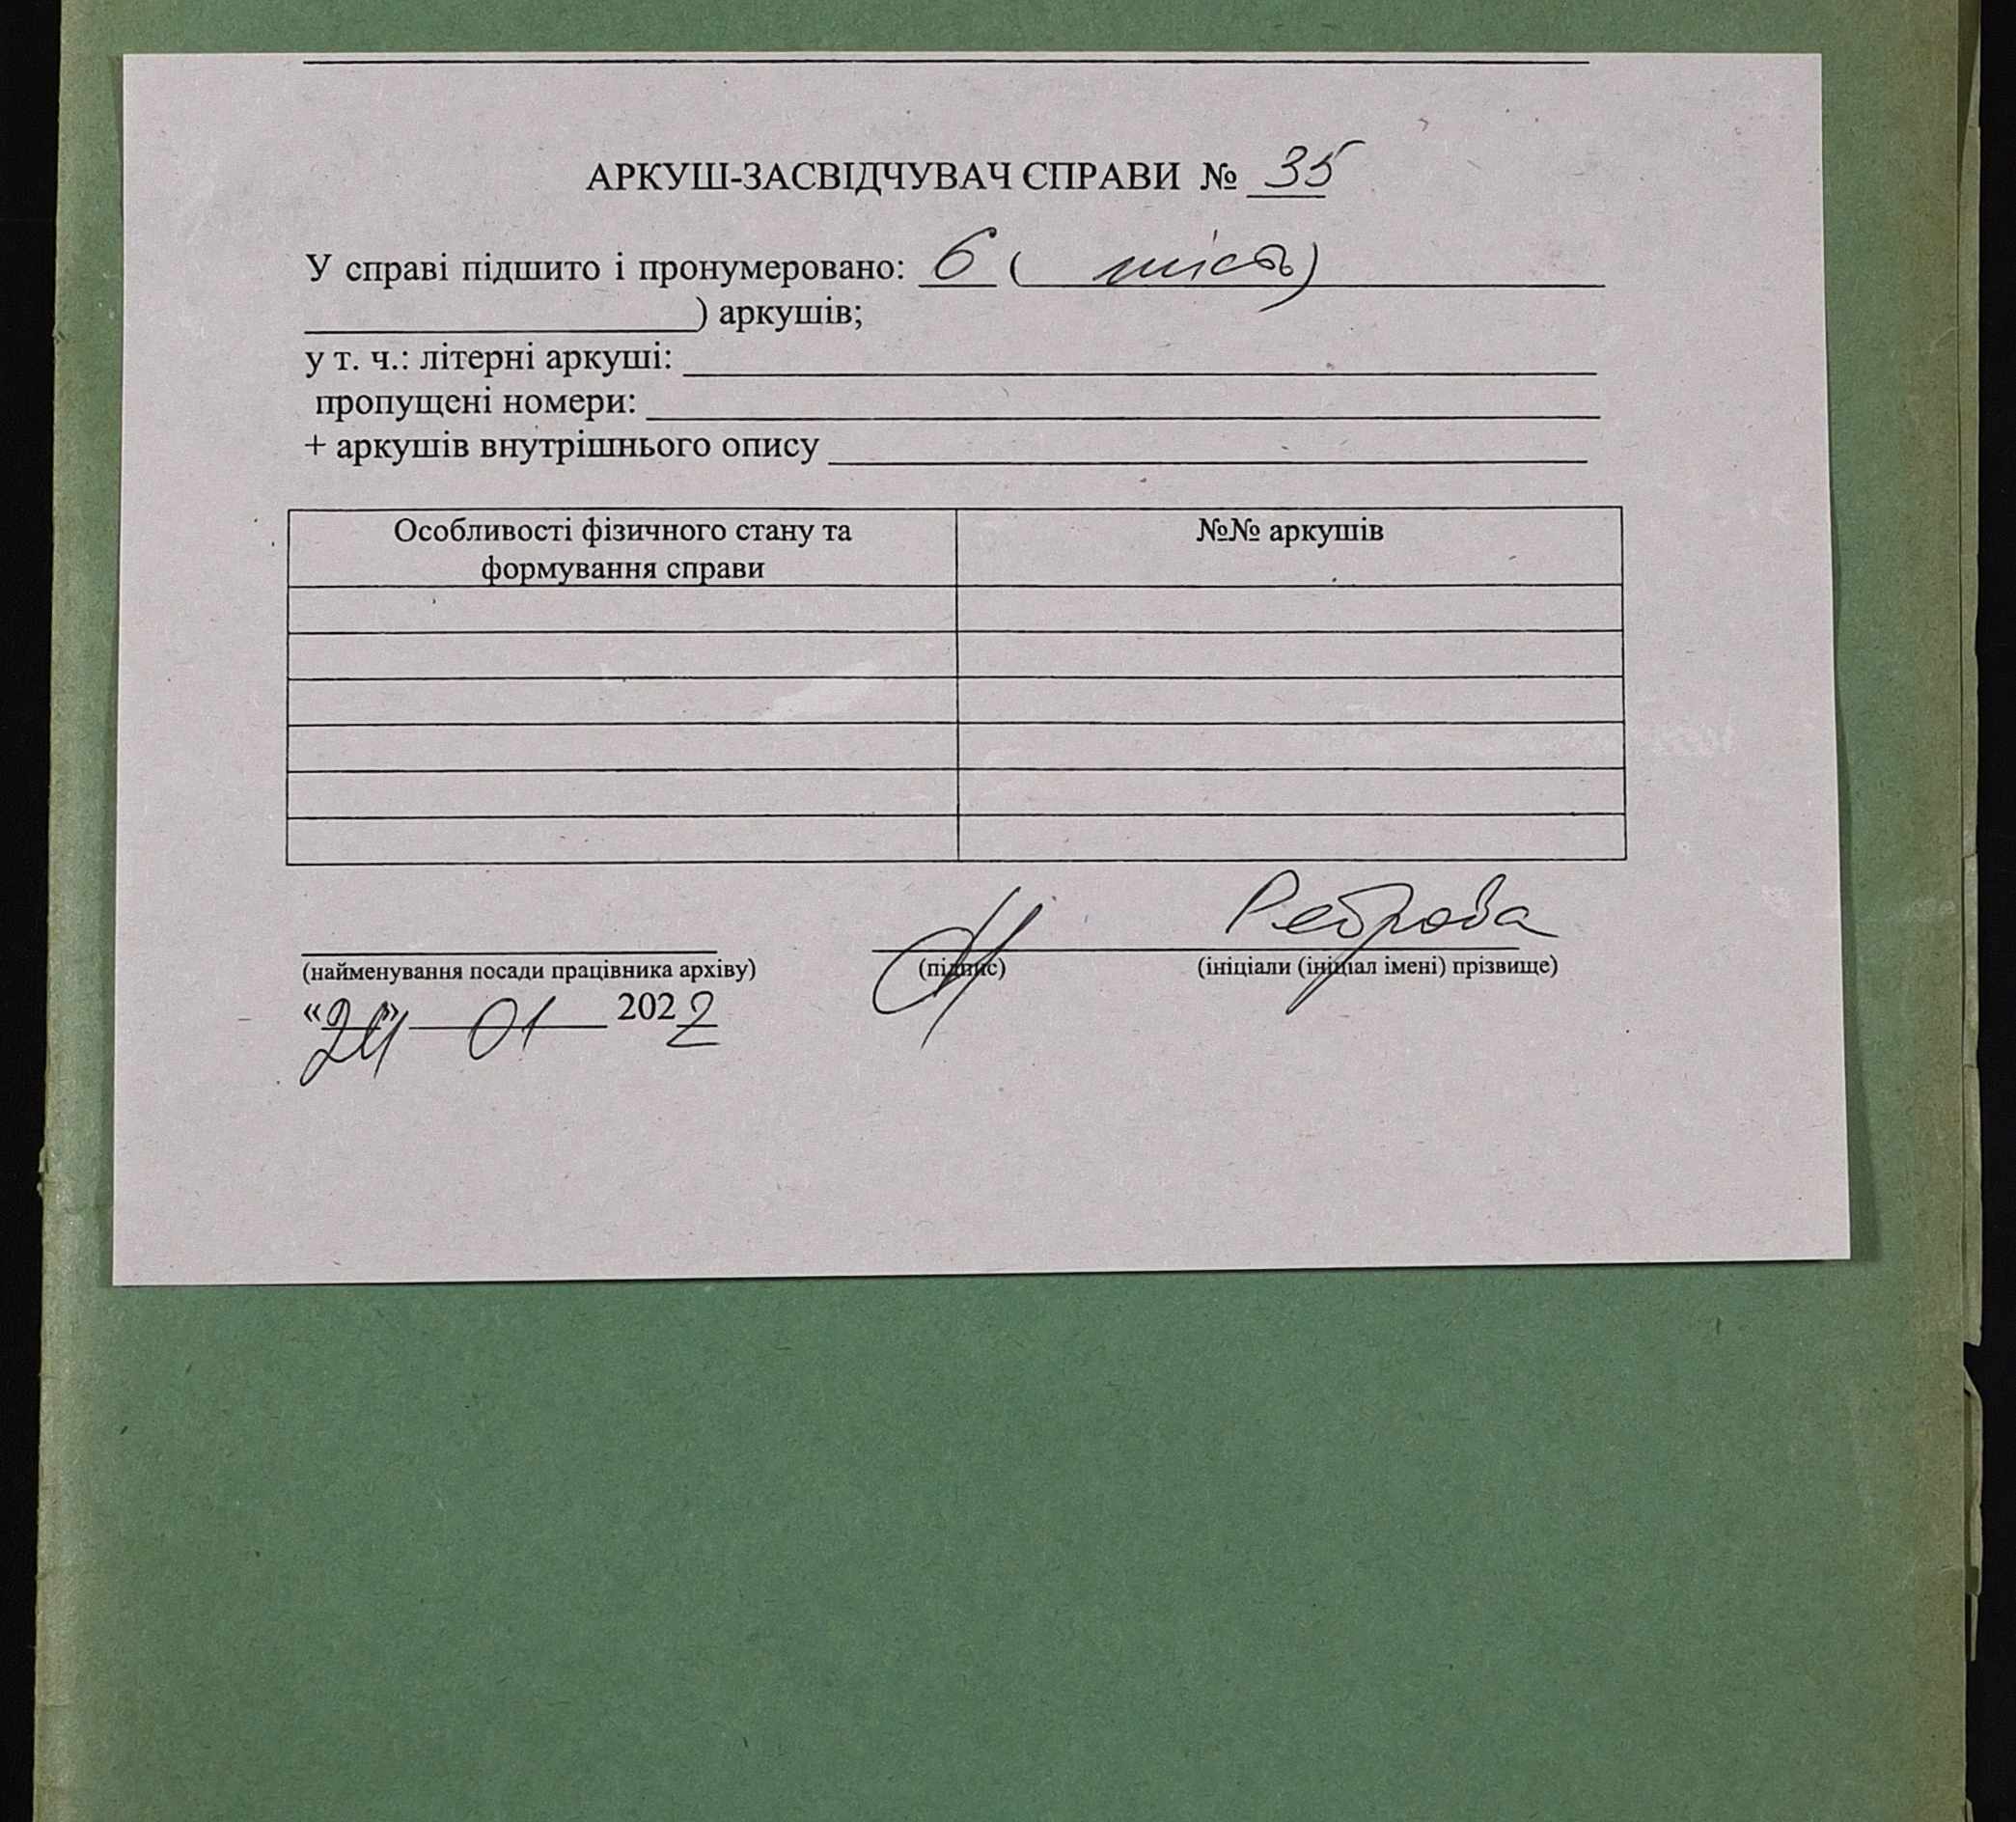 АРКУШ-ЗАСВІДЧУВАЧ СПРАВИ № 35
У справі підшито і пронумеровано: 6 ( шість)
) аркушів;
у т. ч.: літерні аркуші:
пропущені номери:
+ аркушів внутрішнього опису
Особливості фізичного стану та формування справи
№№ аркушів
Реброва
(найменування посади працівника архіву) (підпис) (ініціали (ініціал імені) прізвище)
«24» 01 2022